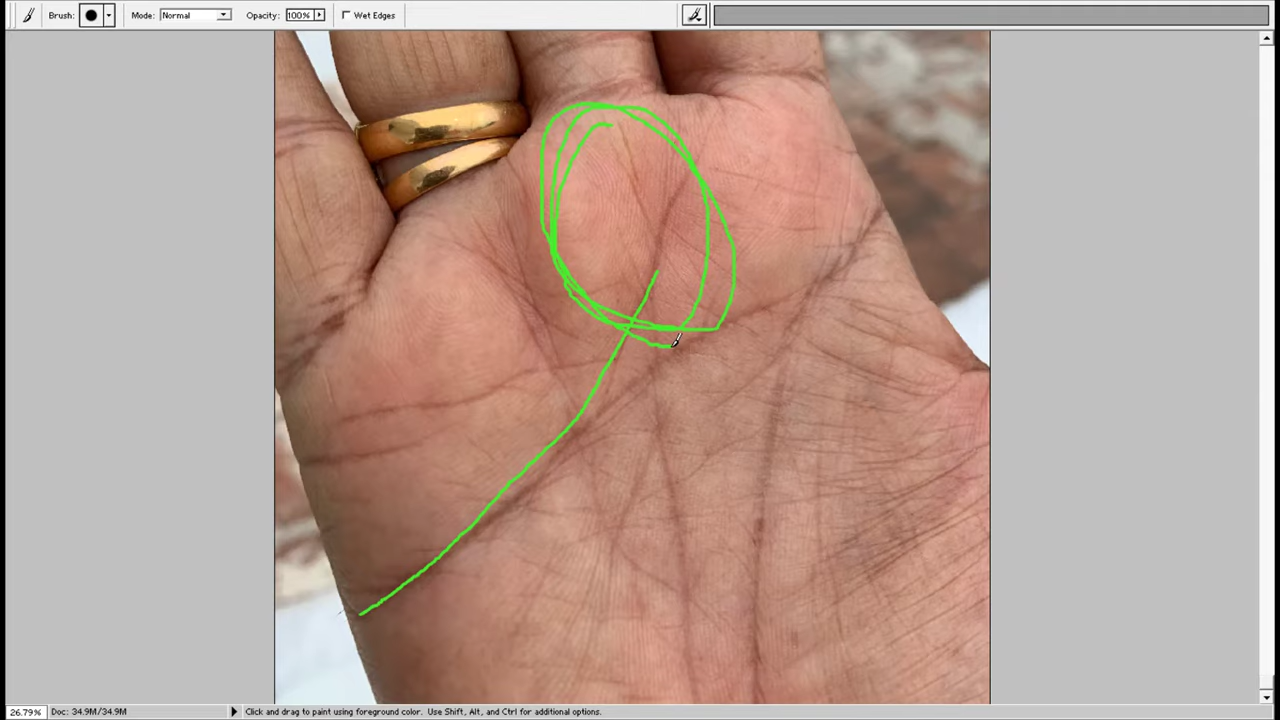 Brush: Mode: Normal Opacity: 100% Wet Edges
26.79% Doc: 34.9M/34.9M Click and drag to paint using foreground color. Use Shift, Alt, and Ctrl for additional options.